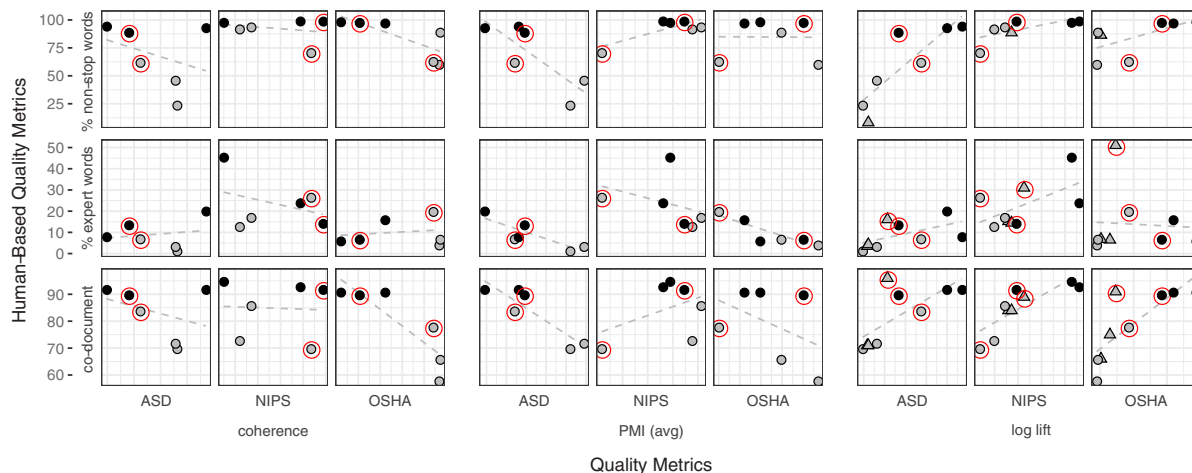 Human-Based Quality Metrics
% non-stop words
100
75
50
25
% expert words
50
40
30
20
10
0
co-document
90
80
70
60
ASD NIPS OSHA ASD NIPS OSHA ASD NIPS OSHA
coherence PMI (avg) log lift
Quality Metrics